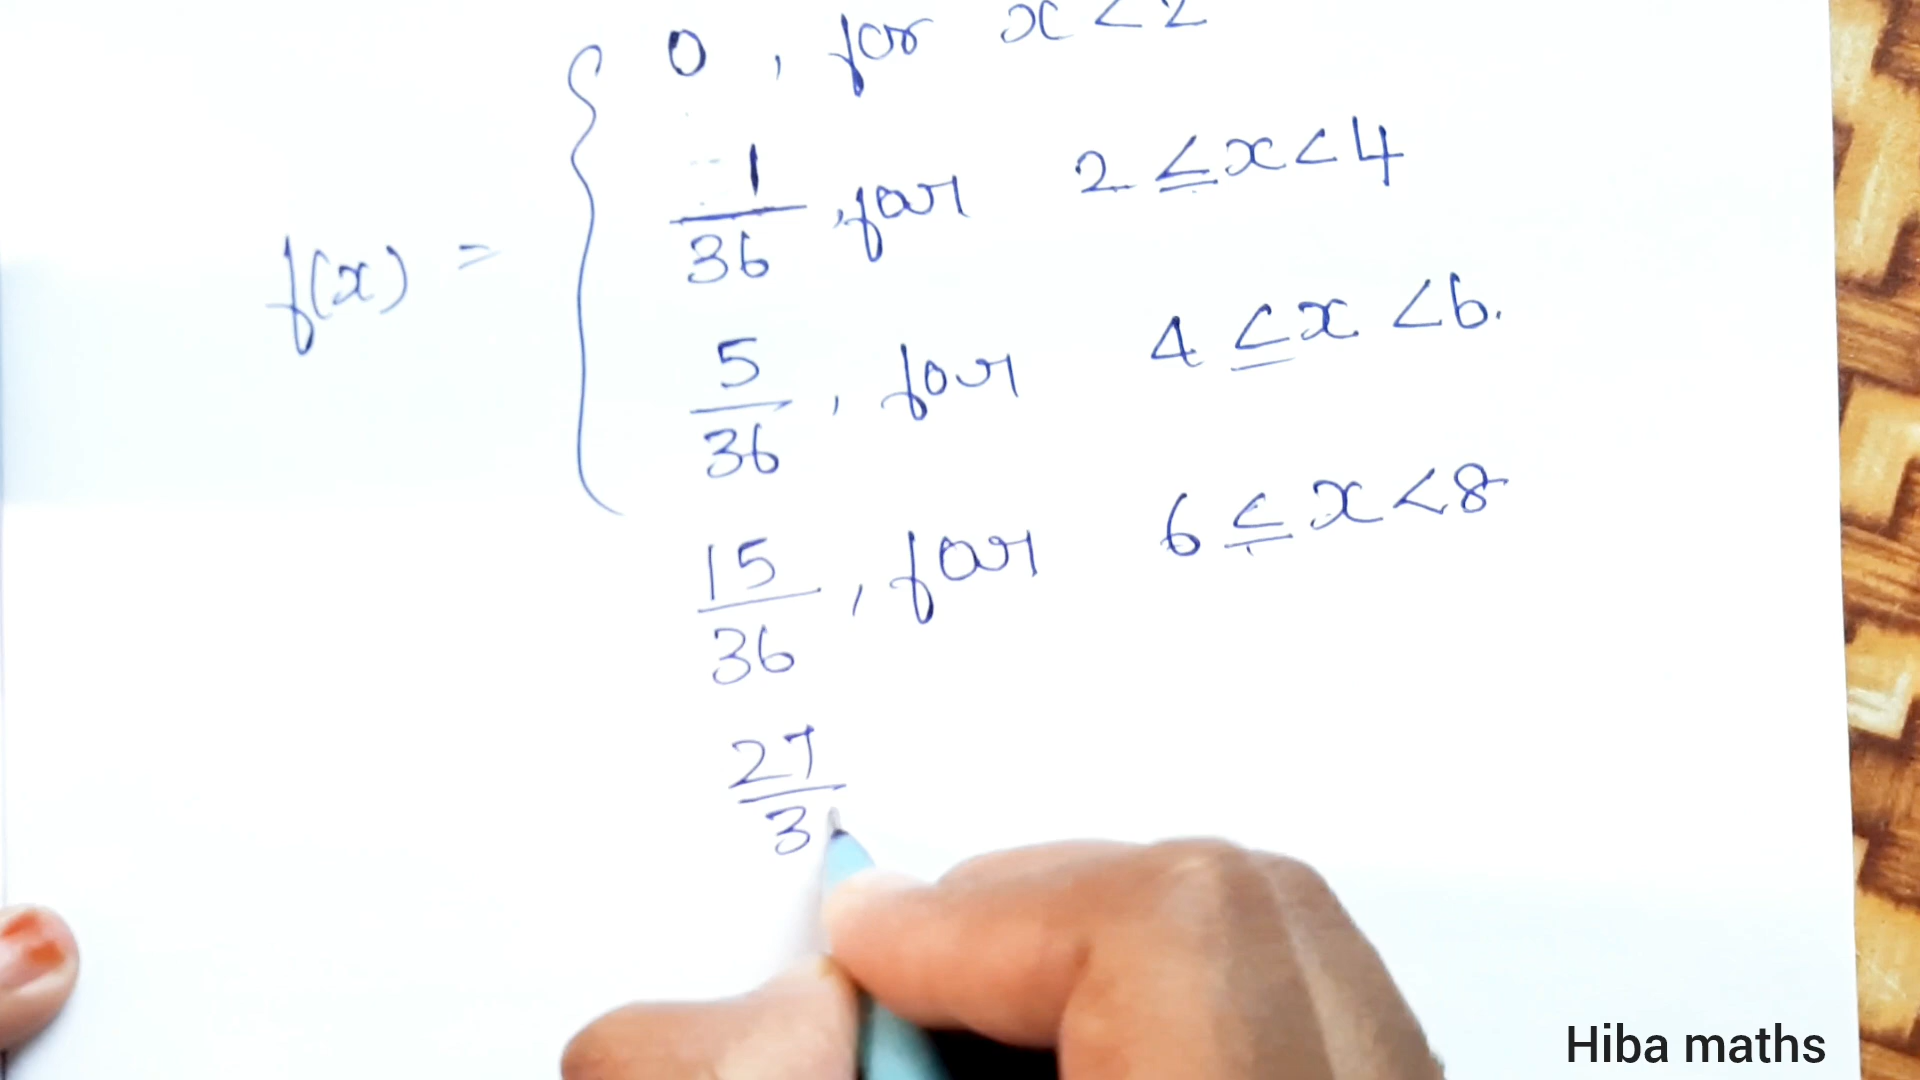 0 , for x < 2
1/36 , for 2 ≤ x < 4
f(x) =
5/36 , for 4 ≤ x < 6.
15/36 , for 6 ≤ x < 8
27/3
Hiba maths